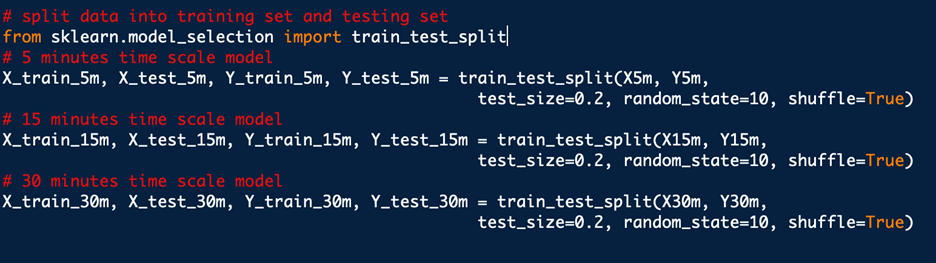 # split data into training set and testing set
from sklearn.model_selection import train_test_split
# 5 minutes time scale model
X_train_5m, X_test_5m, Y_train_5m, Y_test_5m = train_test_split(X5m, Y5m,
test_size=0.2, random_state=10, shuffle=True)
# 15 minutes time scale model
X_train_15m, X_test_15m, Y_train_15m, Y_test_15m = train_test_split(X15m, Y15m,
test_size=0.2, random_state=10, shuffle=True)
# 30 minutes time scale model
X_train_30m, X_test_30m, Y_train_30m, Y_test_30m = train_test_split(X30m, Y30m,
test_size=0.2, random_state=10, shuffle=True)